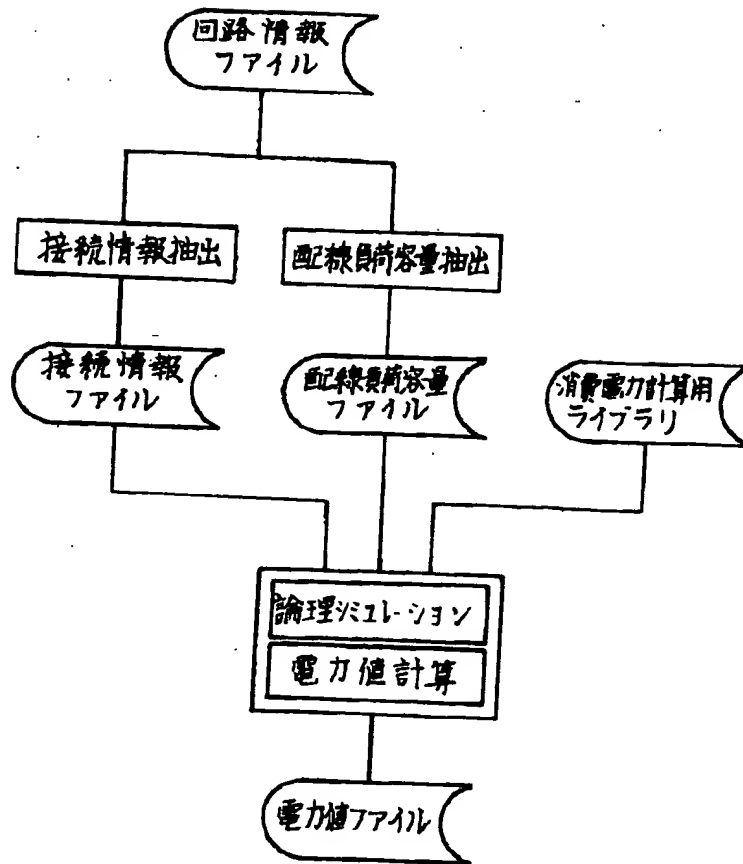 回路情報
ファイル
接続情報抽出
配線負荷容量抽出
接続情報
ファイル
配線負荷容量
ファイル
消費電力計算用
ライブラリ
論理シミュレーション
電力値計算
電力値ファイル